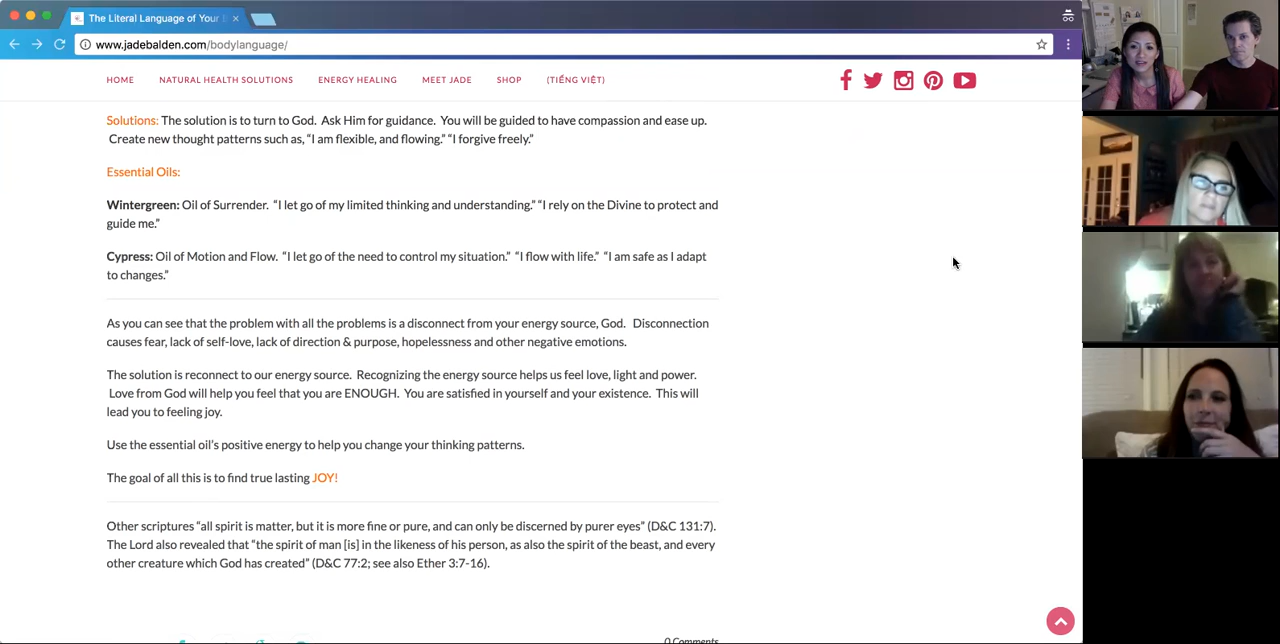 The Literal Language of Your
www.jadebalden.com/bodylanguage/
HOME NATURAL HEALTH SOLUTIONS ENERGY HEALING MEET JADE SHOP (TIẾNG VIỆT)
Solutions: The solution is to turn to God. Ask Him for guidance. You will be guided to have compassion and ease up.
Create new thought patterns such as, “I am flexible, and flowing.” “I forgive freely.”
Essential Oils:
Wintergreen: Oil of Surrender. “I let go of my limited thinking and understanding.” “I rely on the Divine to protect and
guide me.”
Cypress: Oil of Motion and Flow. “I let go of the need to control my situation.” “I flow with life.” “I am safe as I adapt
to changes.”
As you can see that the problem with all the problems is a disconnect from your energy source, God. Disconnection
causes fear, lack of self-love, lack of direction & purpose, hopelessness and other negative emotions.
The solution is reconnect to our energy source. Recognizing the energy source helps us feel love, light and power.
Love from God will help you feel that you are ENOUGH. You are satisfied in yourself and your existence. This will
lead you to feeling joy.
Use the essential oil’s positive energy to help you change your thinking patterns.
The goal of all this is to find true lasting JOY!
Other scriptures “all spirit is matter, but it is more fine or pure, and can only be discerned by purer eyes” (D&C 131:7).
The Lord also revealed that “the spirit of man [is] in the likeness of his person, as also the spirit of the beast, and every
other creature which God has created” (D&C 77:2; see also Ether 3:7-16).
0 Comments